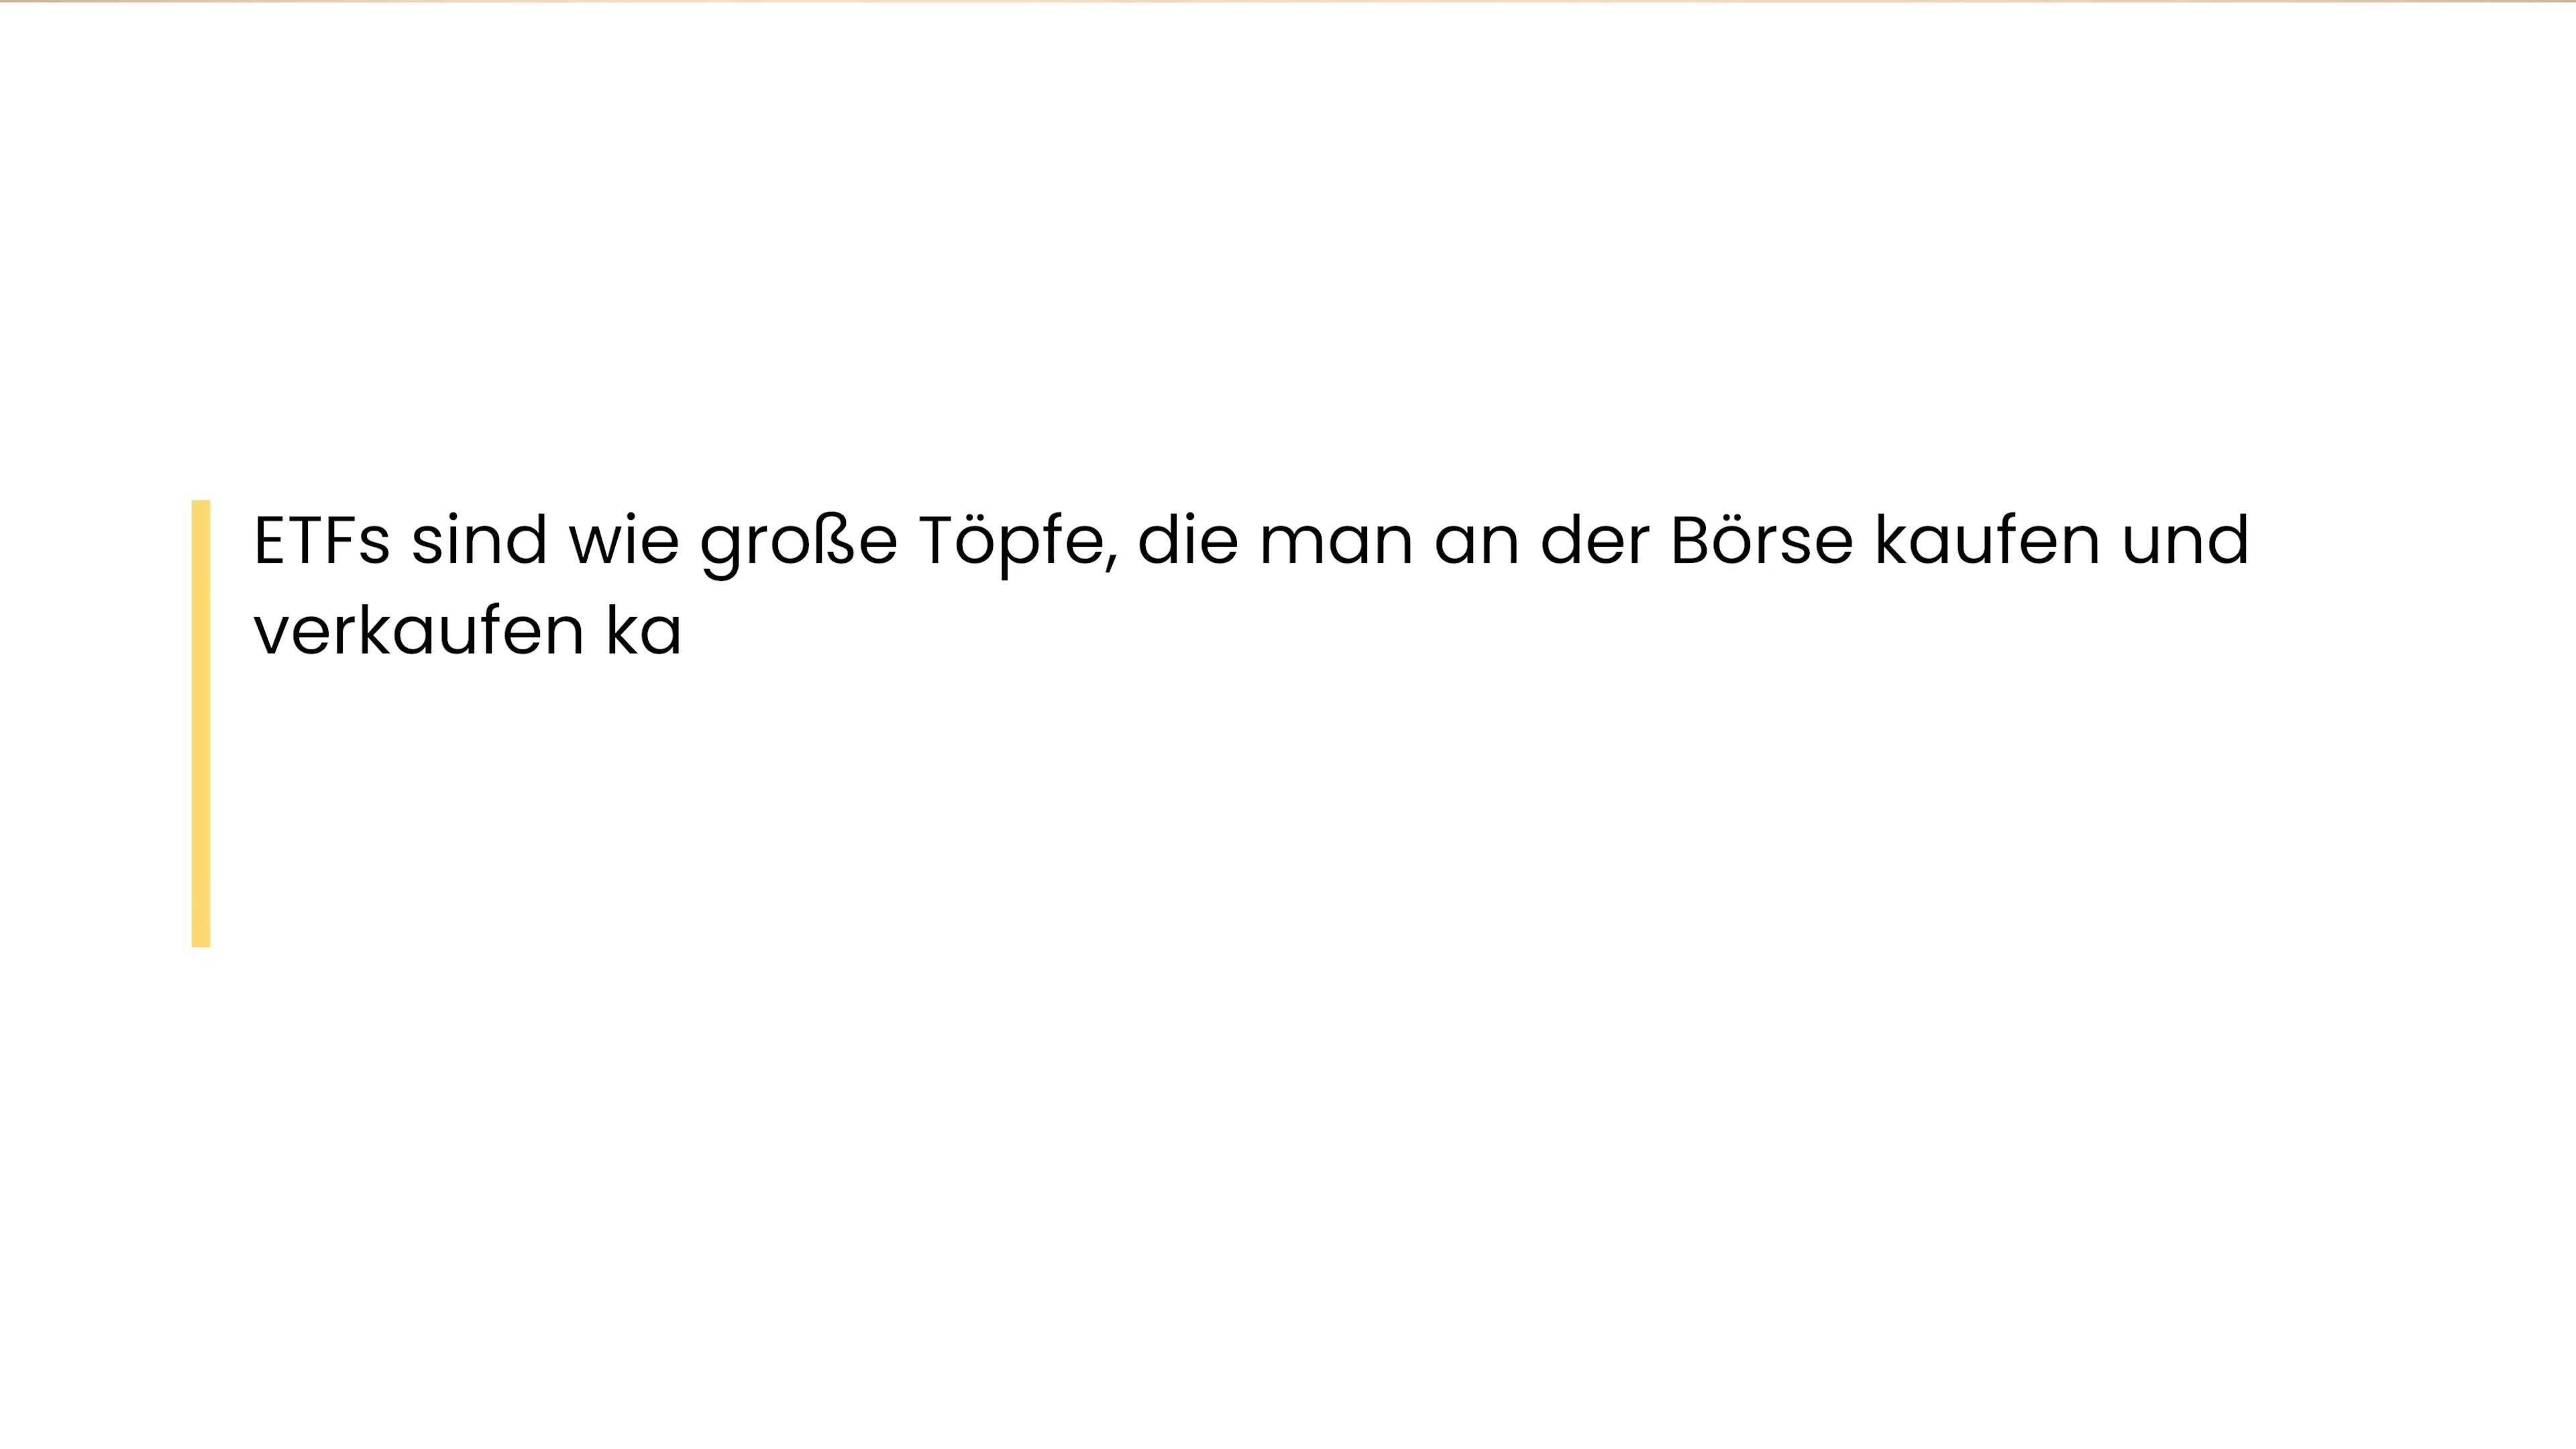 ETFs sind wie große Töpfe, die man an der Börse kaufen und
verkaufen ka